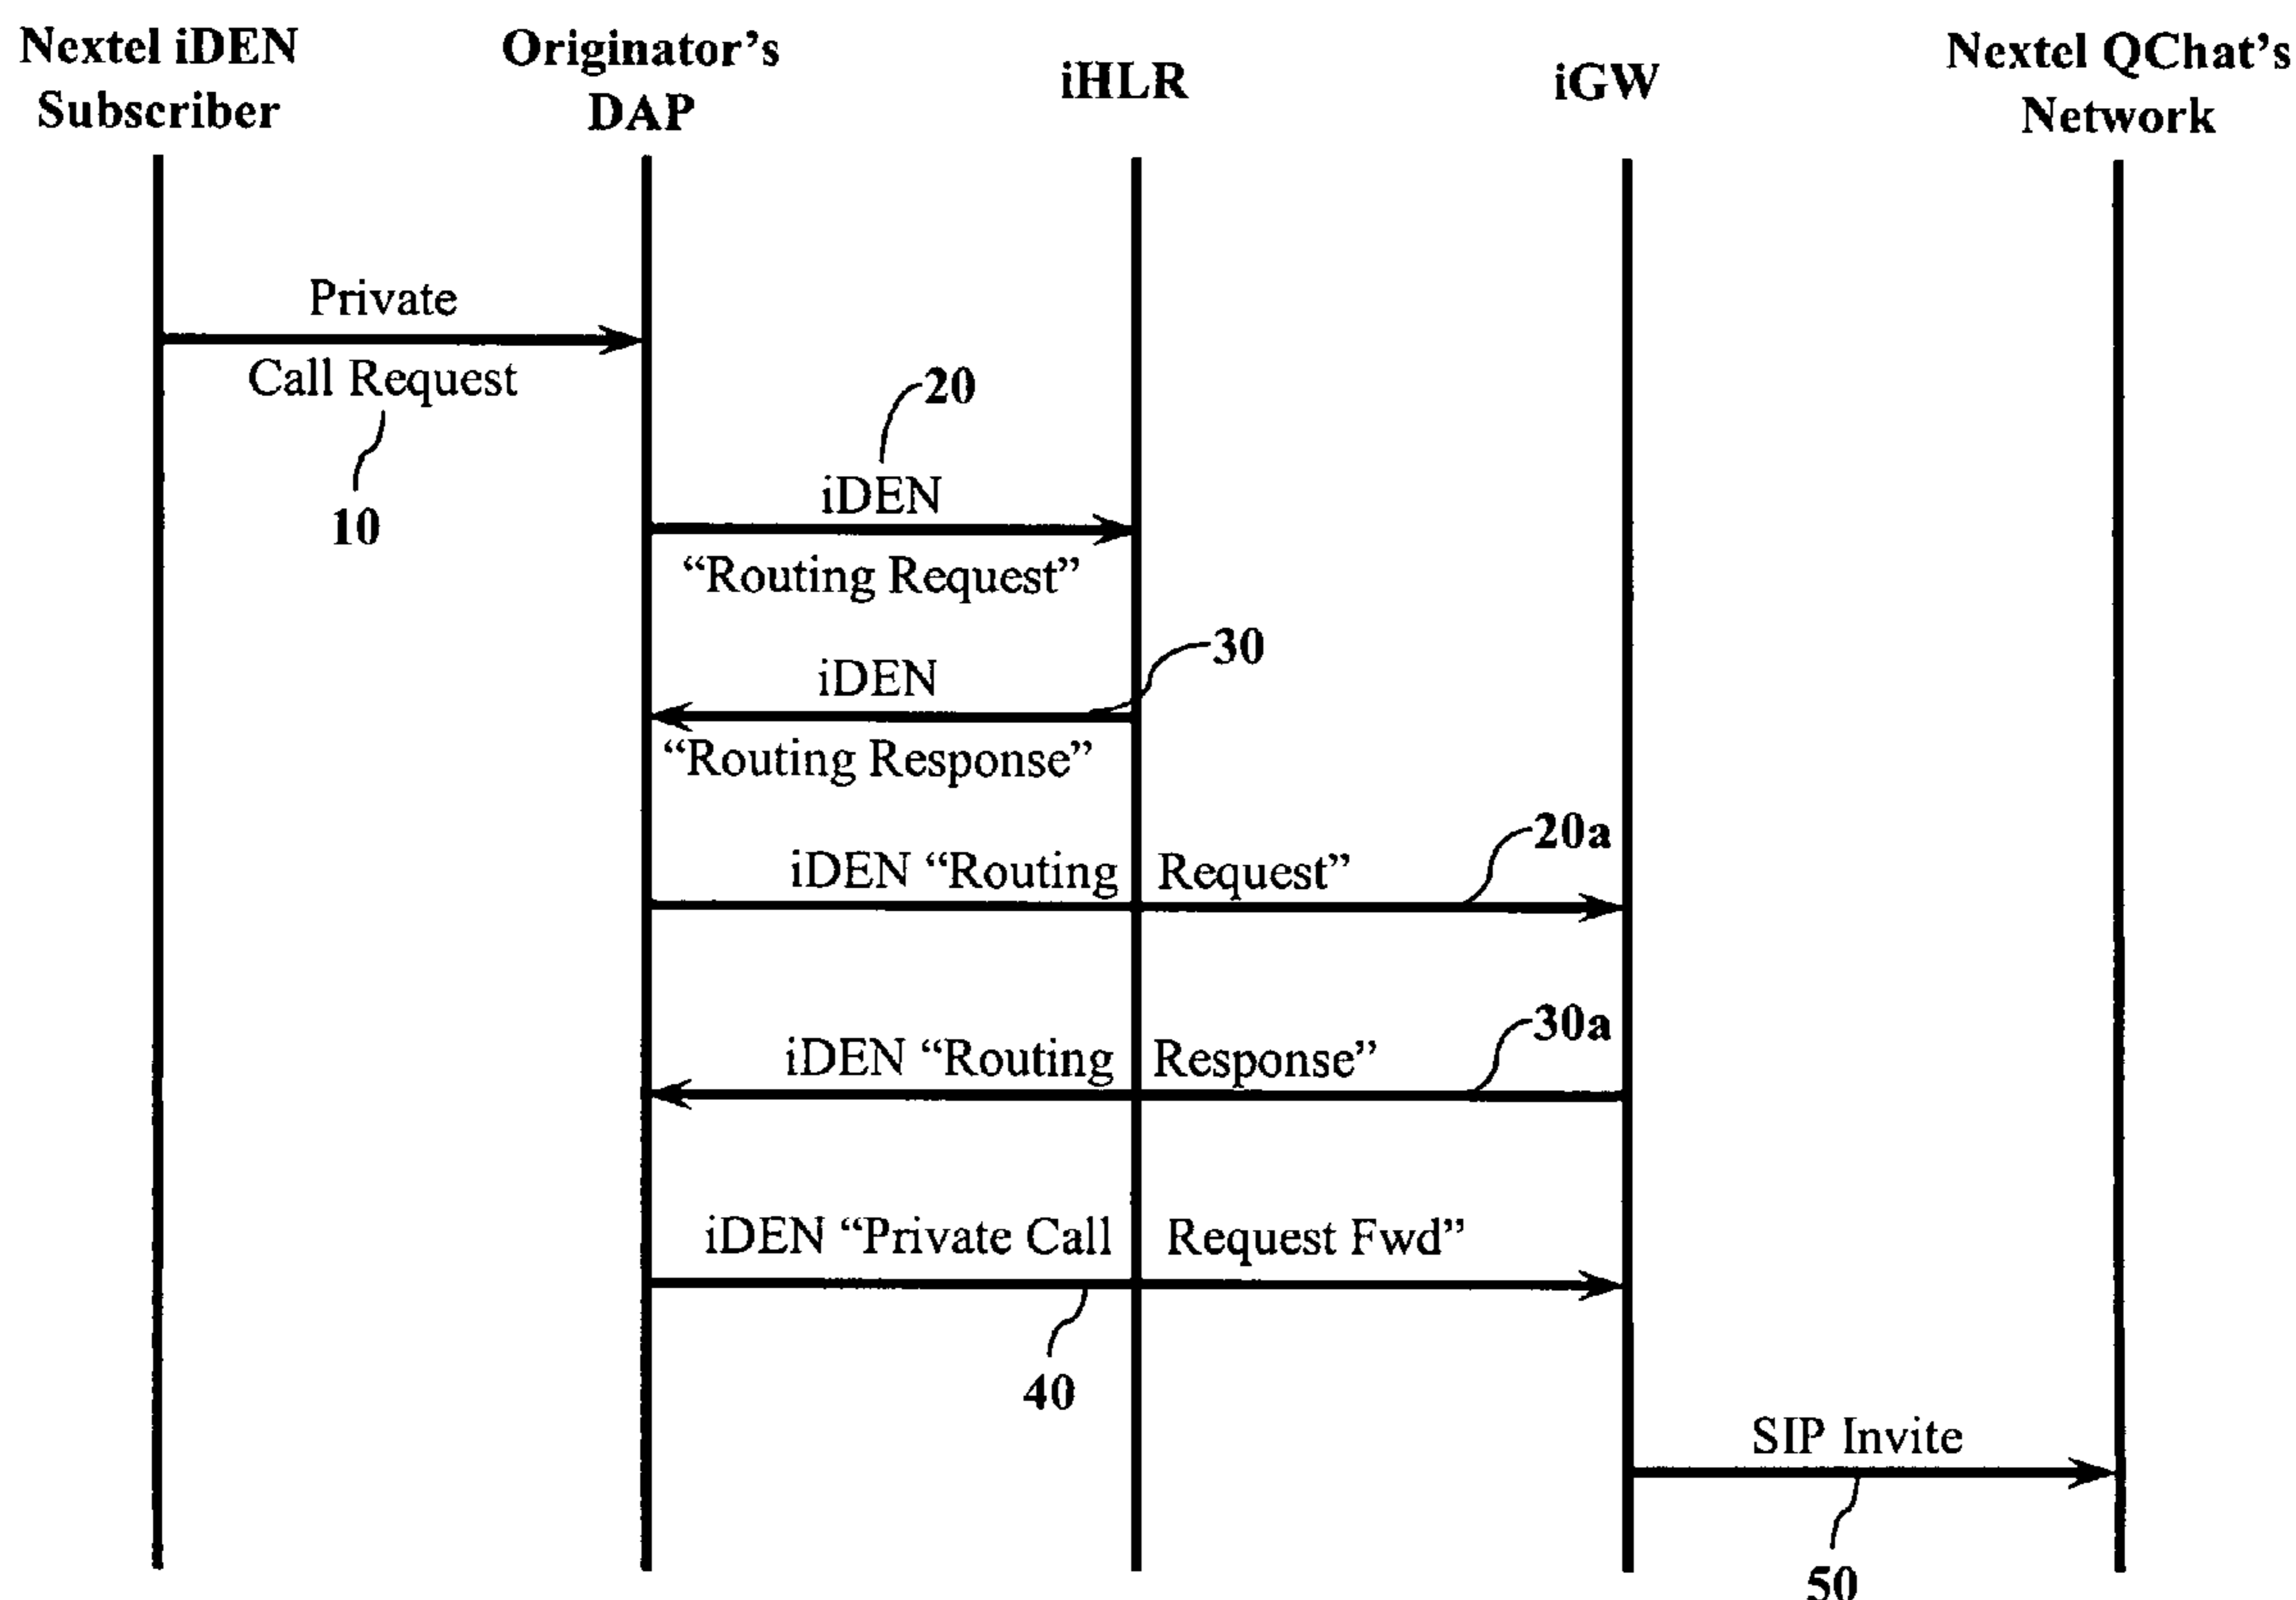 Nextel iDEN
Subscriber
Originator's
DAP
iHLR
iGW
Nextel QChat's
Network
Private
Call Request
10
20
iDEN
“Routing Request”
30
iDEN
“Routing Response”
20a
iDEN “Routing Request”
30a
iDEN “Routing Response”
iDEN “Private Call Request Fwd”
40
SIP Invite
50